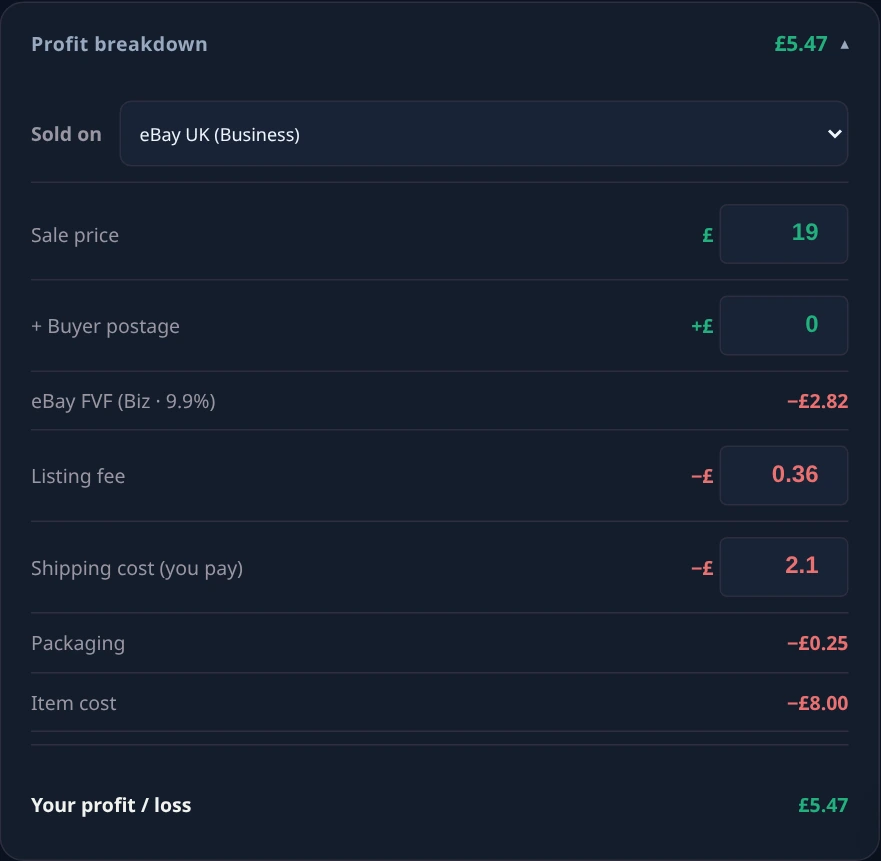 Profit breakdown £5.47 ▲
Sold on eBay UK (Business)
Sale price £ 19
+ Buyer postage +£ 0
eBay FVF (Biz · 9.9%) −£2.82
Listing fee −£ 0.36
Shipping cost (you pay) −£ 2.1
Packaging −£0.25
Item cost −£8.00
Your profit / loss £5.47